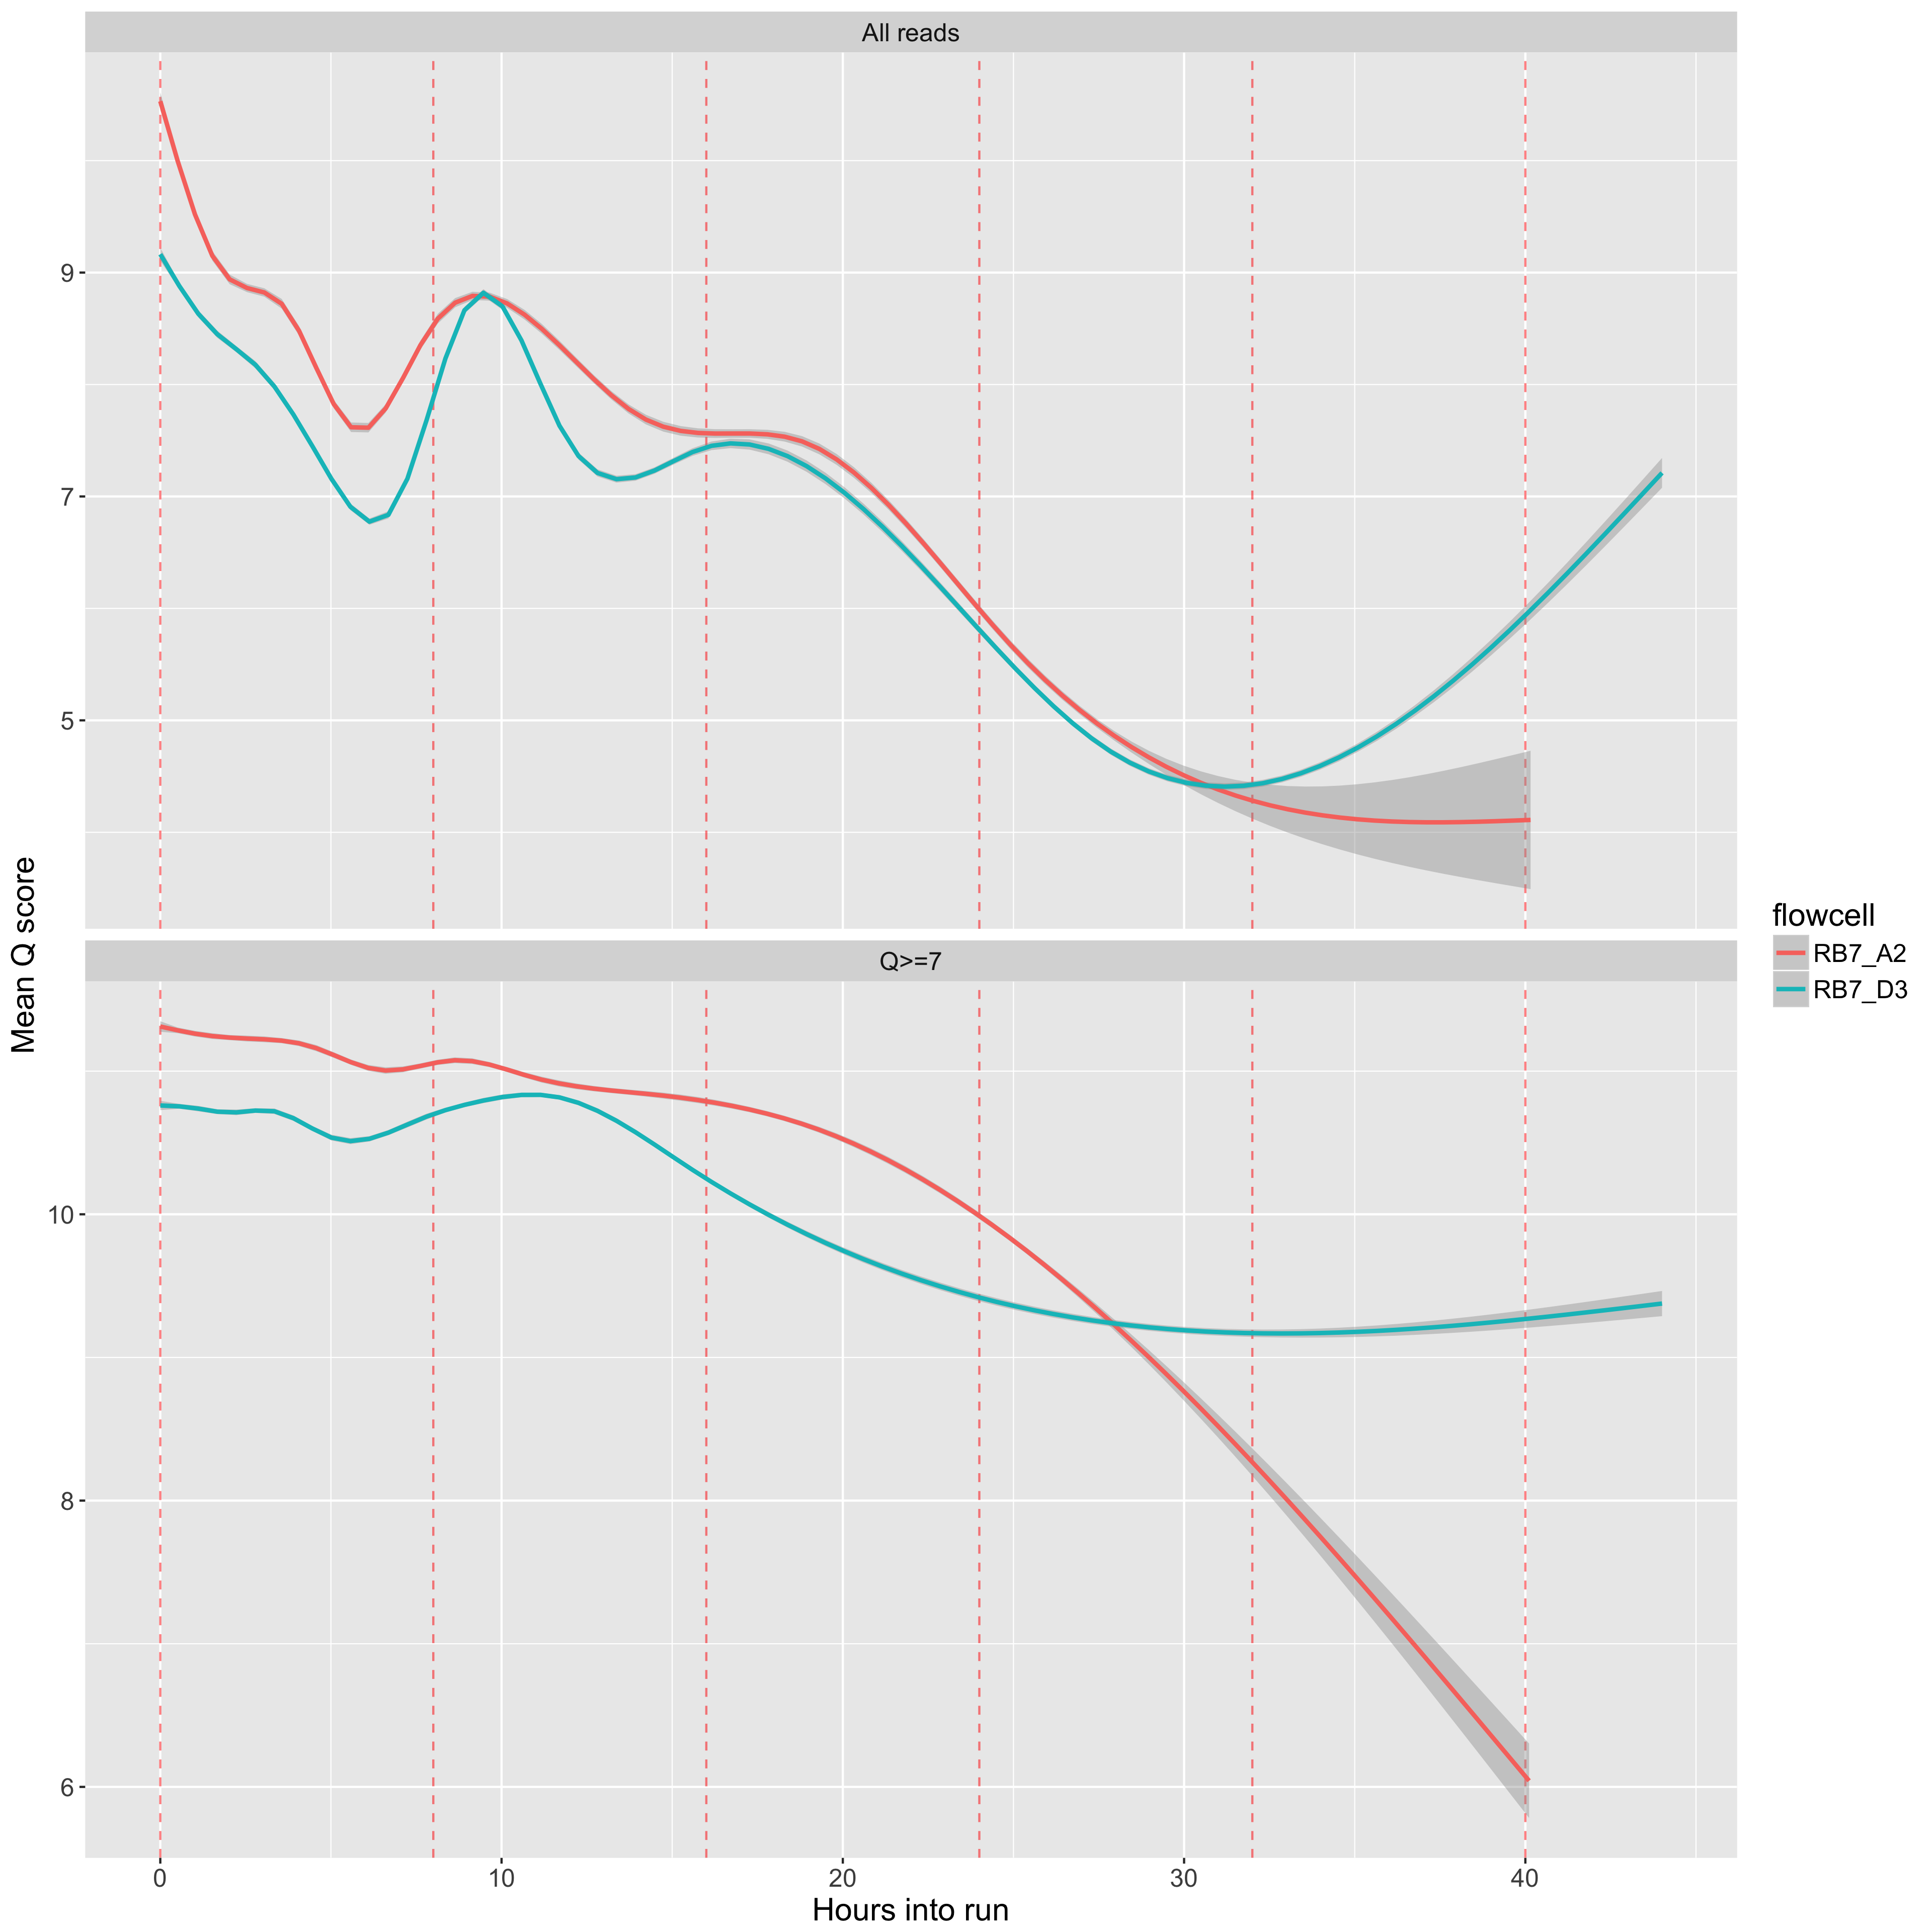 All reads
9
7
5
Mean Q score
Q>=7
10
8
6
0 10 20 30 40
Hours into run
flowcell
RB7_A2
RB7_D3